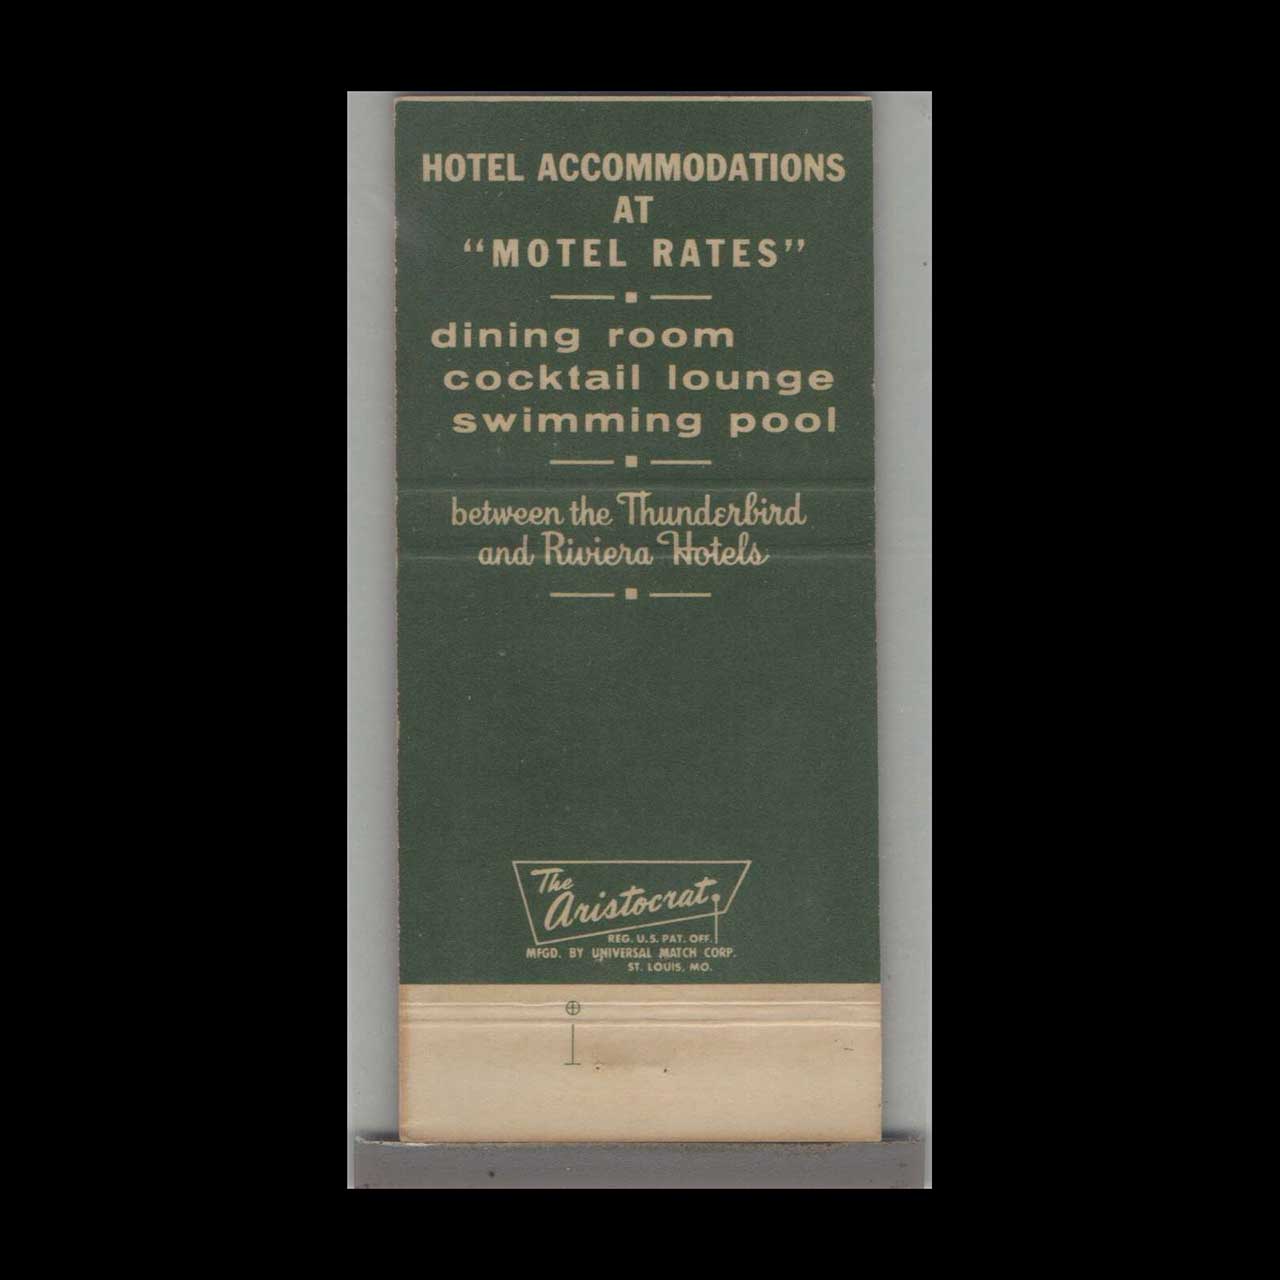 HOTEL ACCOMMODATIONS
AT
“MOTEL RATES”
dining room
cocktail lounge
swimming pool
between the Thunderbird
and Riviera Hotels
The
Aristocrat
REG. U.S. PAT. OFF.
MFGD. BY UNIVERSAL MATCH CORP.
ST. LOUIS, MO.